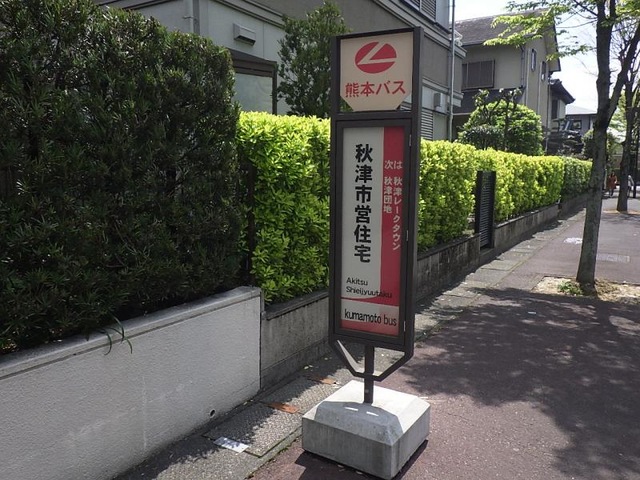 熊本バス
次は 秋津レークタウン
秋津団地
秋津市営住宅
Akitsu
Shieijyuutaku
kumamoto bus